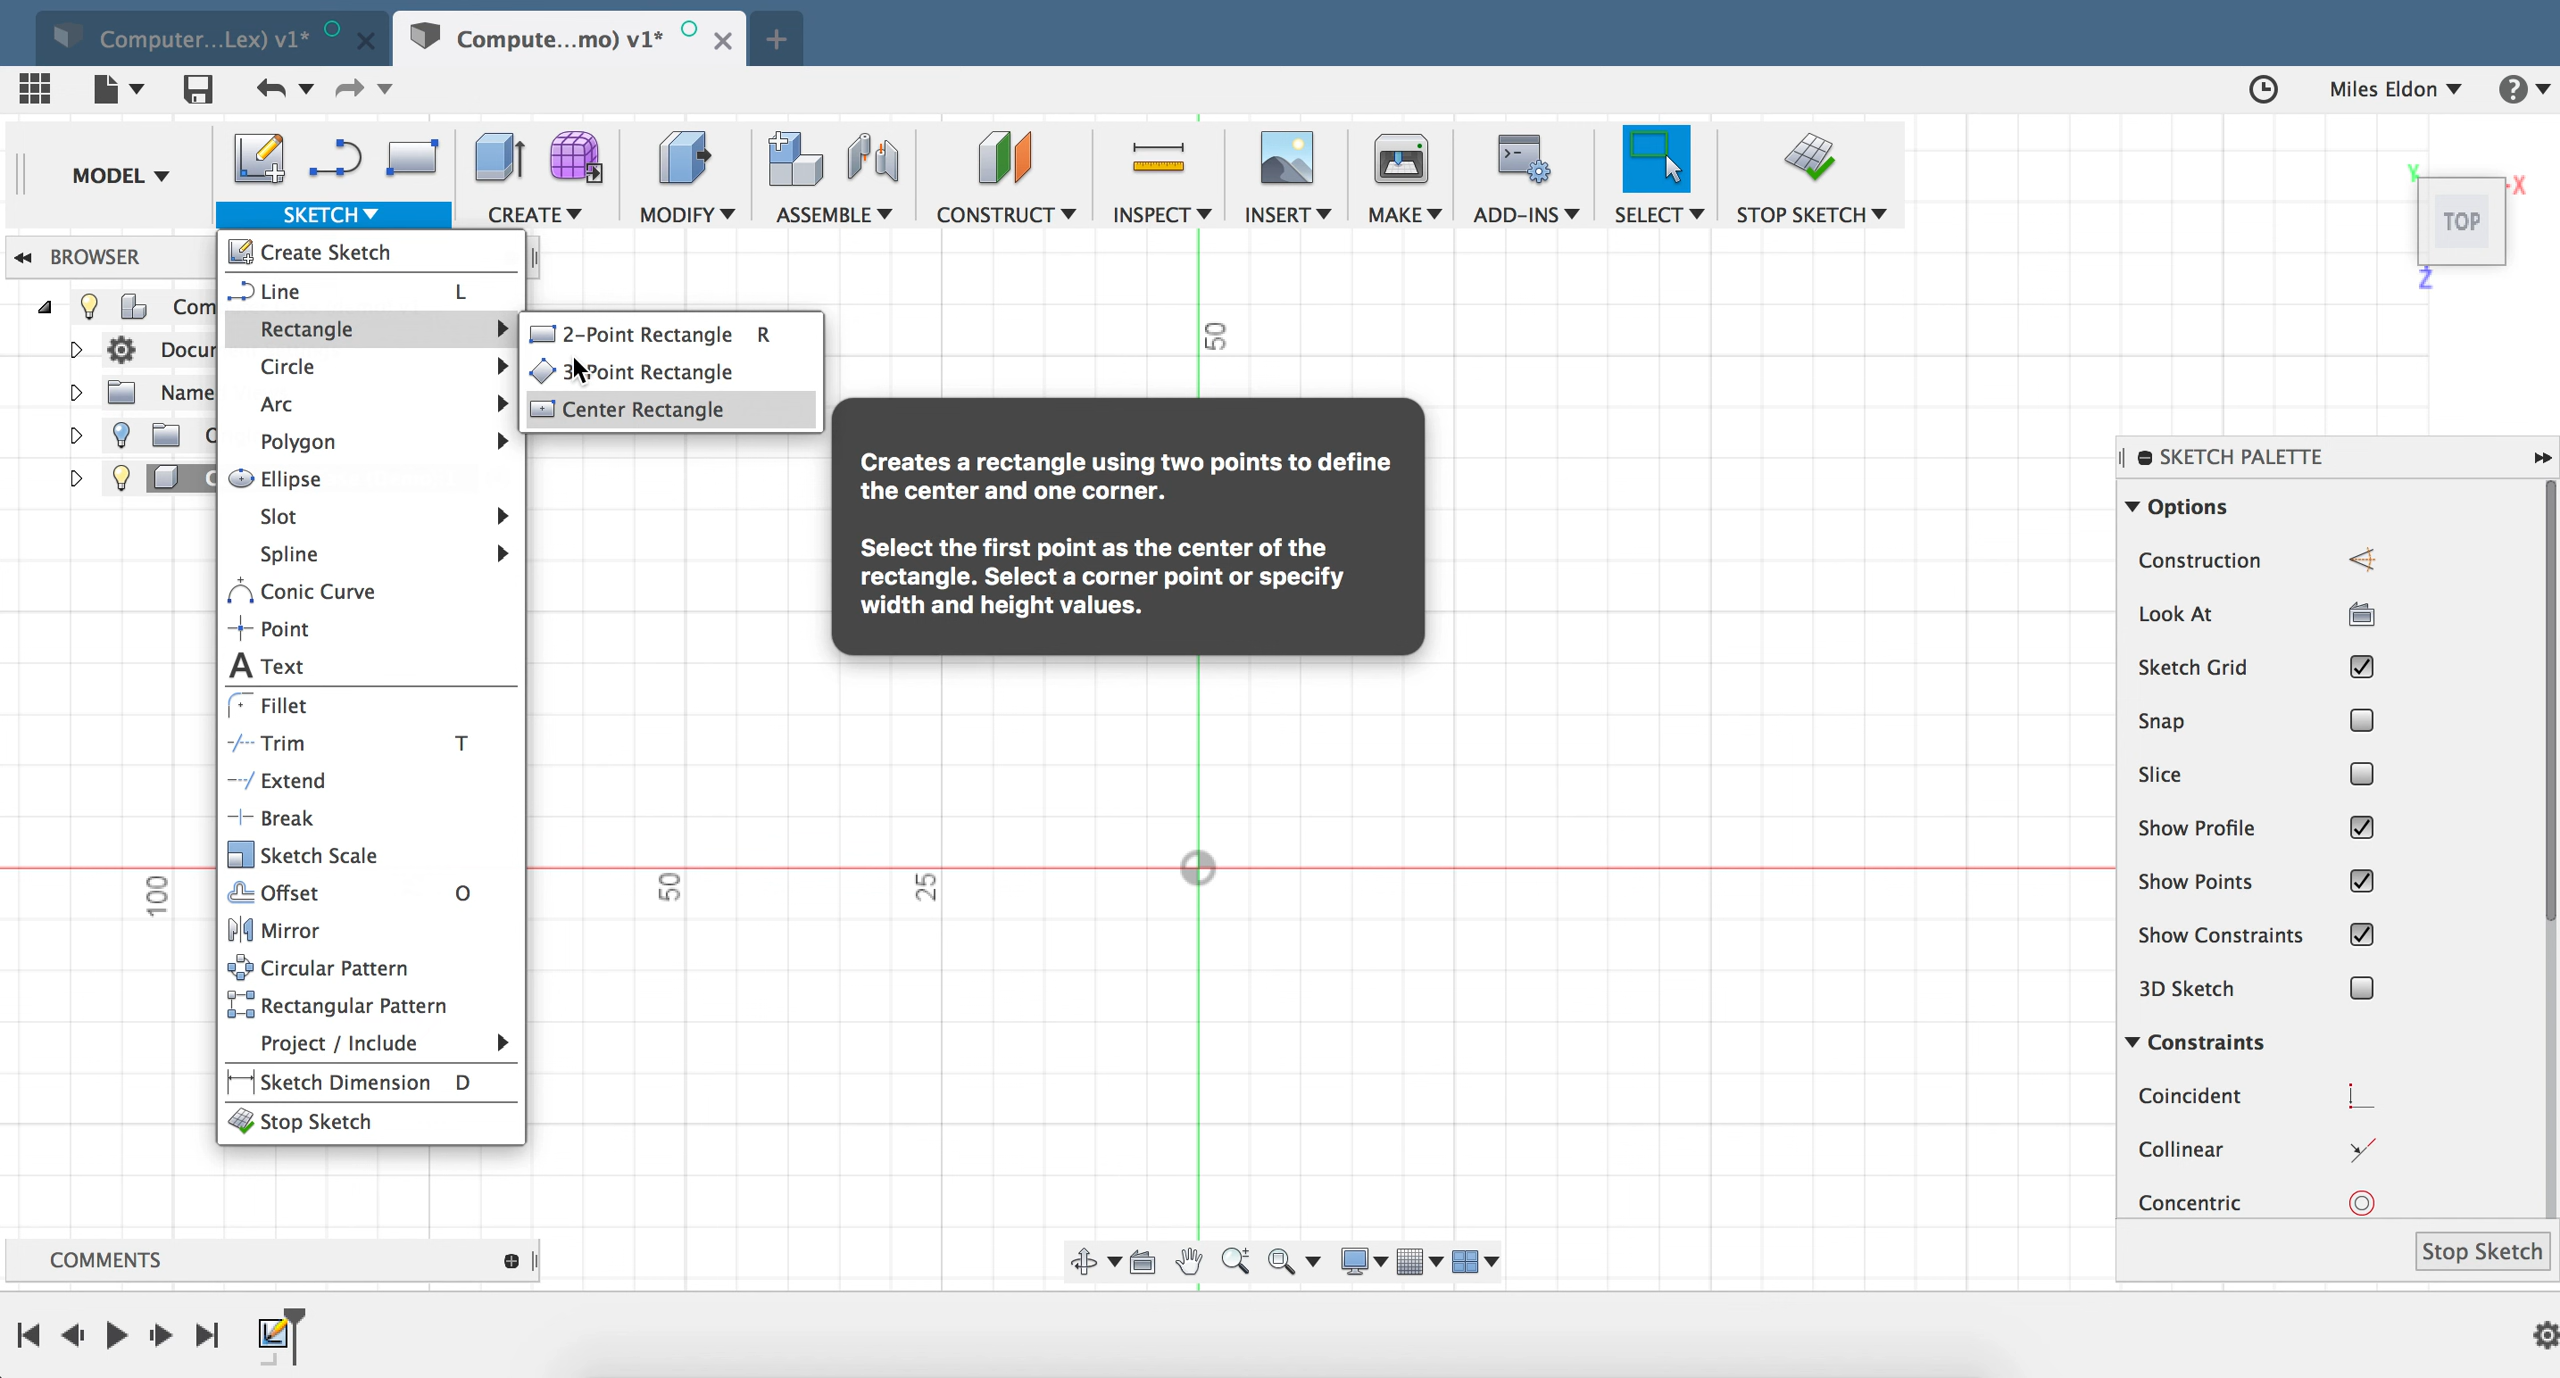 Computer...Lex) v1*
Compute...mo) v1*
Miles Eldon
MODEL
SKETCH
CREATE
MODIFY
ASSEMBLE
CONSTRUCT
INSPECT
INSERT
MAKE
ADD-INS
SELECT
STOP SKETCH
Y
X
TOP
Z
BROWSER
Com
Docur
Name
Create Sketch
Line L
Rectangle
Circle
Arc
Polygon
Ellipse
Slot
Spline
Conic Curve
Point
Text
Fillet
Trim T
Extend
Break
Sketch Scale
Offset O
Mirror
Circular Pattern
Rectangular Pattern
Project / Include
Sketch Dimension D
Stop Sketch
2-Point Rectangle R
Point Rectangle
Center Rectangle
Creates a rectangle using two points to define
the center and one corner.
Select the first point as the center of the
rectangle. Select a corner point or specify
width and height values.
50
100
50
25
SKETCH PALETTE
Options
Construction
Look At
Sketch Grid
Snap
Slice
Show Profile
Show Points
Show Constraints
3D Sketch
Constraints
Coincident
Collinear
Concentric
Stop Sketch
COMMENTS